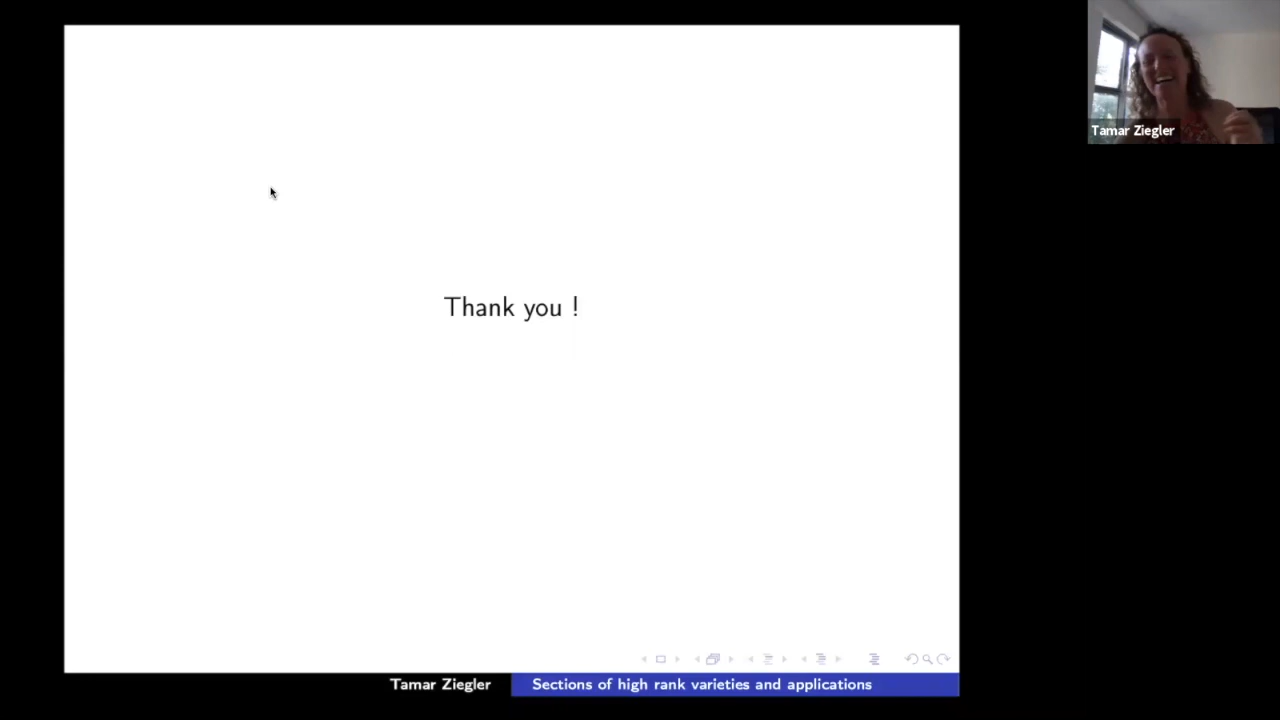 Tamar Ziegler
Thank you !
Tamar Ziegler
Sections of high rank varieties and applications